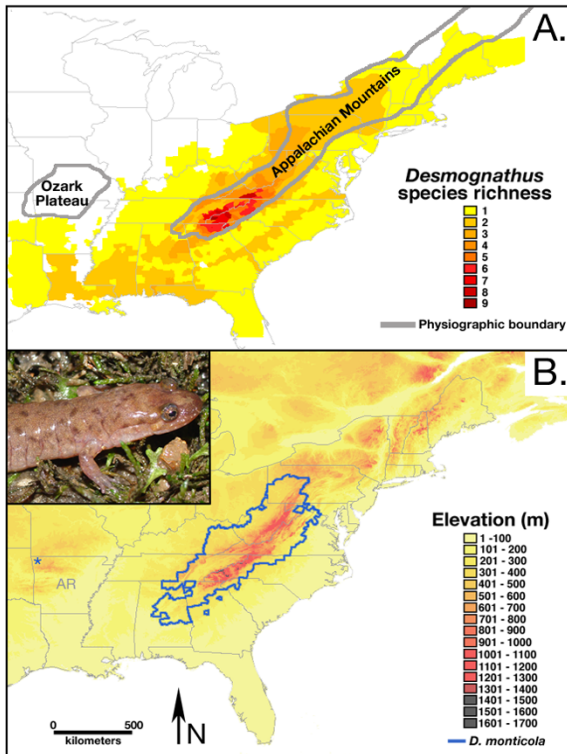 A.
Appalachian Mountains
Ozark
Plateau
Desmognathus
species richness
1
2
3
4
5
6
7
8
9
Physiographic boundary
B.
Elevation (m)
1 -100
101 - 200
201 - 300
301 - 400
401 - 500
501 - 600
601 - 700
701 - 800
801 - 900
901 - 1000
1001 - 1100
1101 - 1200
1201 - 1300
1301 - 1400
1401 - 1500
1501 - 1600
1601 - 1700
D. monticola
*
AR
0 500
kilometers
N